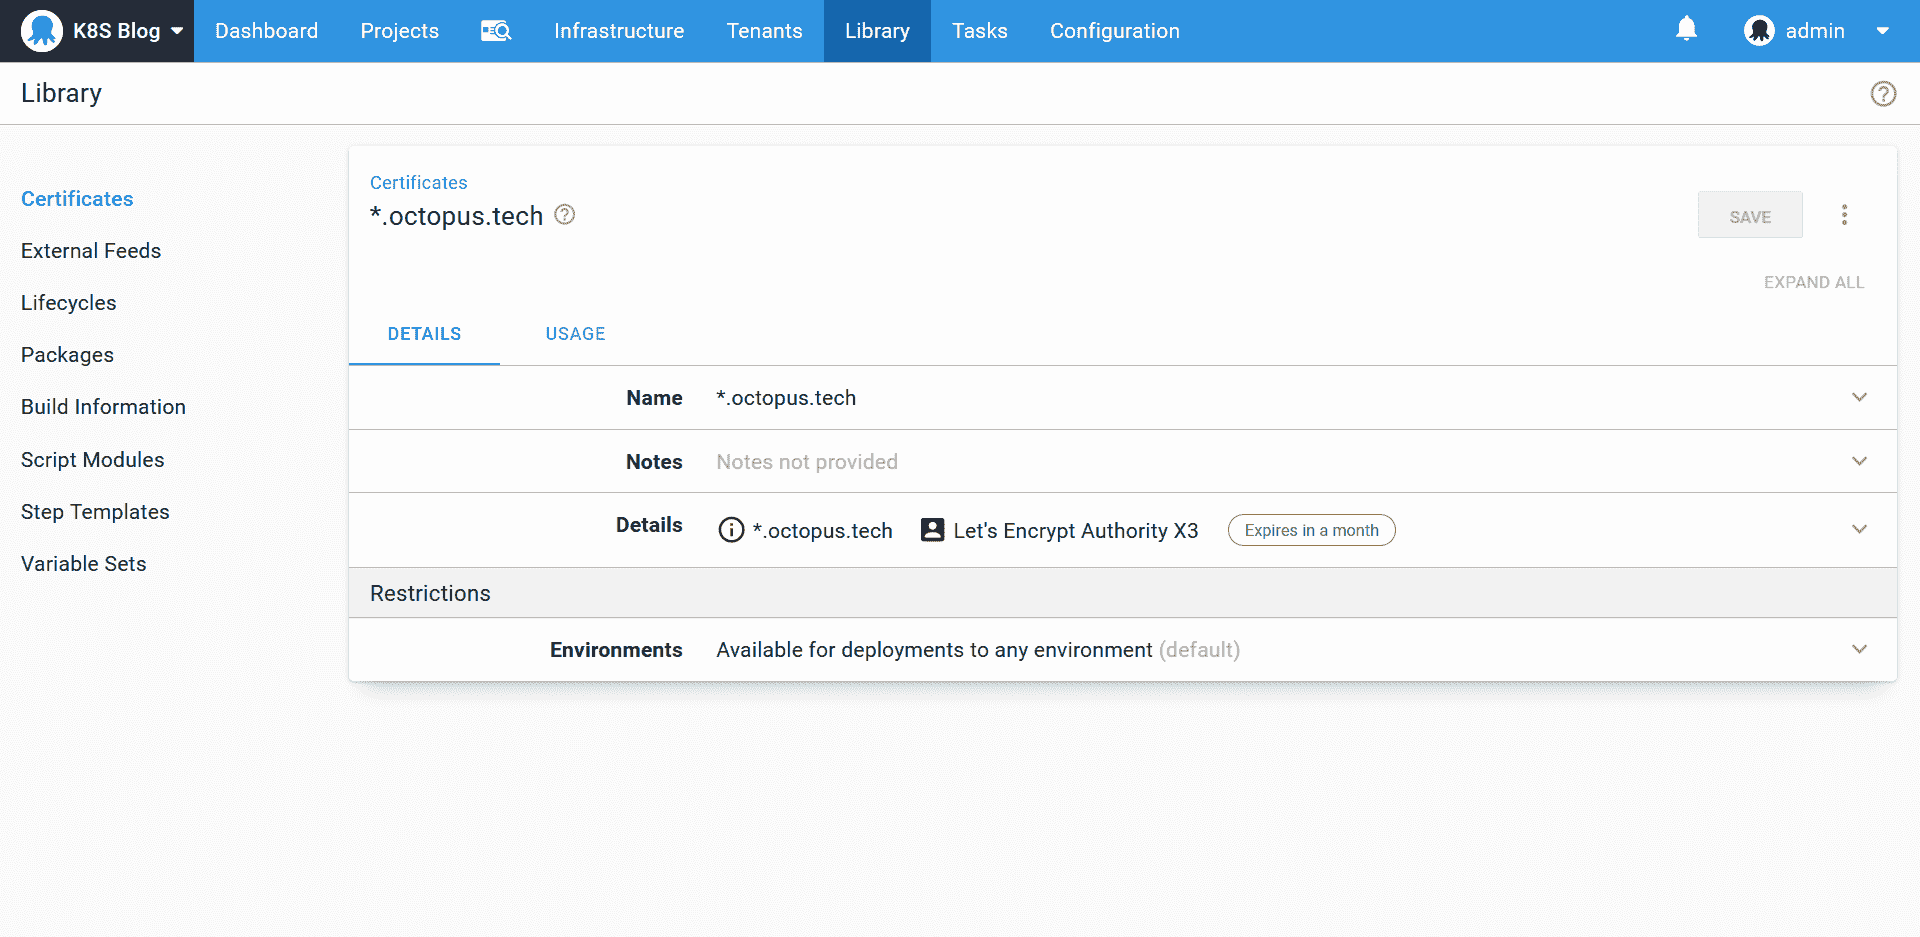 K8S Blog Dashboard Projects Infrastructure Tenants Library Tasks Configuration admin
Library
Certificates
External Feeds
Lifecycles
Packages
Build Information
Script Modules
Step Templates
Variable Sets
Certificates
*.octopus.tech
SAVE
EXPAND ALL
DETAILS USAGE
Name *.octopus.tech
Notes Notes not provided
Details *.octopus.tech Let's Encrypt Authority X3 Expires in a month
Restrictions
Environments Available for deployments to any environment (default)